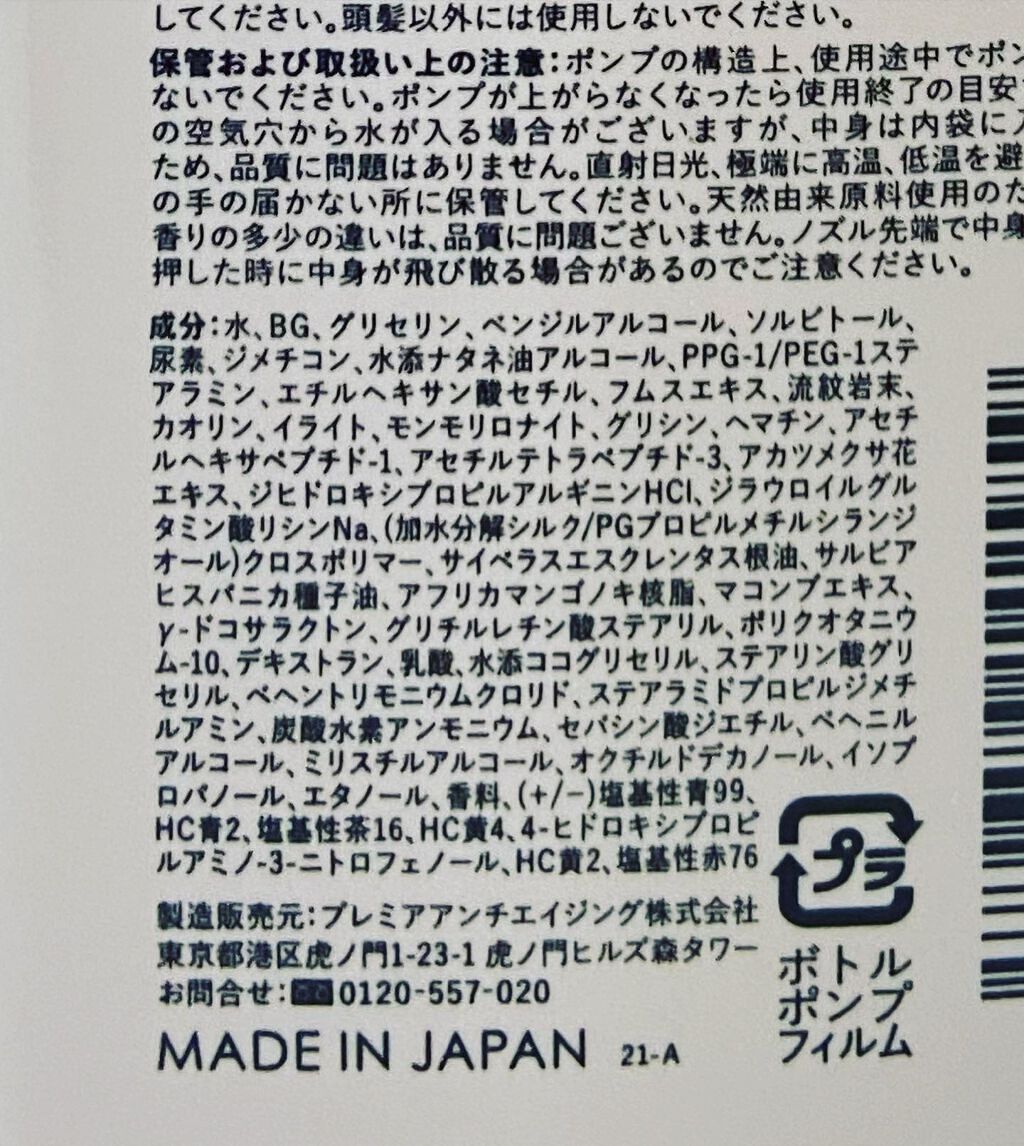 してください。頭髪以外には使用しないでください。
保管および取扱い上の注意：ポンプの構造上、使用途中でポン
ないでください。ポンプが上がらなくなったら使用終了の目安
の空気穴から水が入る場合がございますが、中身は内袋に
ため、品質に問題はありません。直射日光、極端に高温、低温を避
の手の届かない所に保管してください。天然由来原料使用のた
香りの多少の違いは、品質に問題ございません。ノズル先端で中身
押した時に中身が飛び散る場合があるのでご注意ください。
成分：水、BG、グリセリン、ベンジルアルコール、ソルビトール、
尿素、ジメチコン、水添ナタネ油アルコール、PPG-1/PEG-1ステ
アラミン、エチルヘキサン酸セチル、フムスエキス、流紋岩末、
カオリン、イライト、モンモリロナイト、グリシン、ヘマチン、アセチ
ルヘキサペプチド-1、アセチルテトラペプチド-3、アカツメクサ花
エキス、ジヒドロキシプロピルアルギニンHCl、ジラウロイルグル
タミン酸リシンNa、(加水分解シルク/PGプロピルメチルシランジ
オール)クロスポリマー、サイペラスエスクレンタス根油、サルビア
ヒスパニカ種子油、アフリカマンゴノキ核脂、マコンブエキス、
γ-ドコサラクトン、グリチルレチン酸ステアリル、ポリクオタニウ
ム-10、デキストラン、乳酸、水添ココグリセリル、ステアリン酸グリ
セリル、ベヘントリモニウムクロリド、ステアラミドプロピルジメチ
ルアミン、炭酸水素アンモニウム、セバシン酸ジエチル、ベヘニル
アルコール、ミリスチルアルコール、オクチルドデカノール、イソプ
ロパノール、エタノール、香料、(+/−)塩基性青99、
HC青2、塩基性茶16、HC黄4、4-ヒドロキシプロピ
ルアミノ-3-ニトロフェノール、HC黄2、塩基性赤76
製造販売元：プレミアアンチエイジング株式会社
東京都港区虎ノ門1-23-1 虎ノ門ヒルズ森タワー
お問合せ：0120-557-020
MADE IN JAPAN 21-A
プラ
ボトル
ポンプ
フィルム